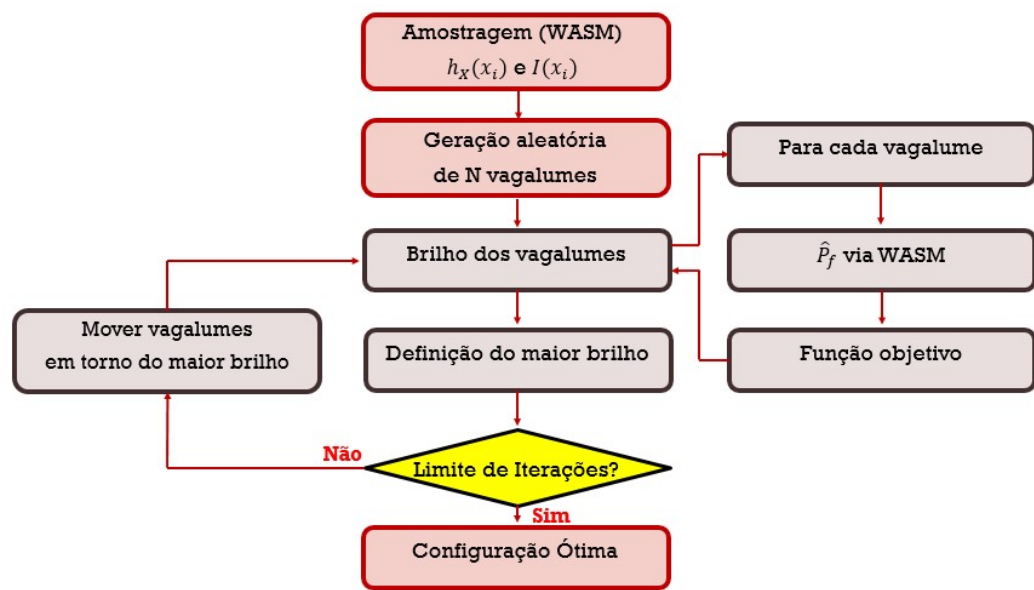 Amostragem (WASM)
$h_X(x_i)$ e $I(x_i)$
Geração aleatória
de N vagalumes
Para cada vagalume
Brilho dos vagalumes
$\hat{P}_f$ via WASM
Mover vagalumes
em torno do maior brilho
Definição do maior brilho
Função objetivo
Não
Limite de Iterações?
Sim
Configuração Ótima